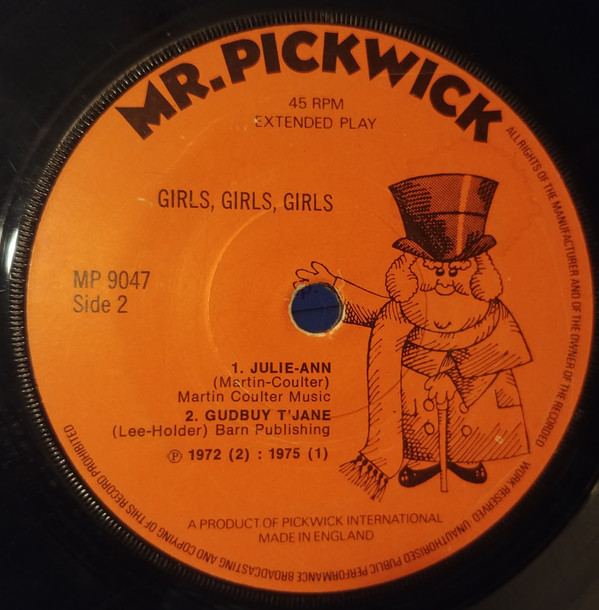 MR. PICKWICK
45 RPM
EXTENDED PLAY
GIRLS, GIRLS, GIRLS
MP 9047
Side 2
1. JULIE-ANN
(Martin-Coulter)
Martin Coulter Music
2. GUDBUY T'JANE
(Lee-Holder) Barn Publishing
Ⓟ 1972 (2) : 1975 (1)
A PRODUCT OF PICKWICK INTERNATIONAL
MADE IN ENGLAND
ALL RIGHTS OF THE MANUFACTURER AND OF THE OWNER OF THE RECORDED WORK RESERVED UNAUTHORISED PUBLIC PERFORMANCE BROADCASTING AND COPYING OF THIS RECORD PROHIBITED